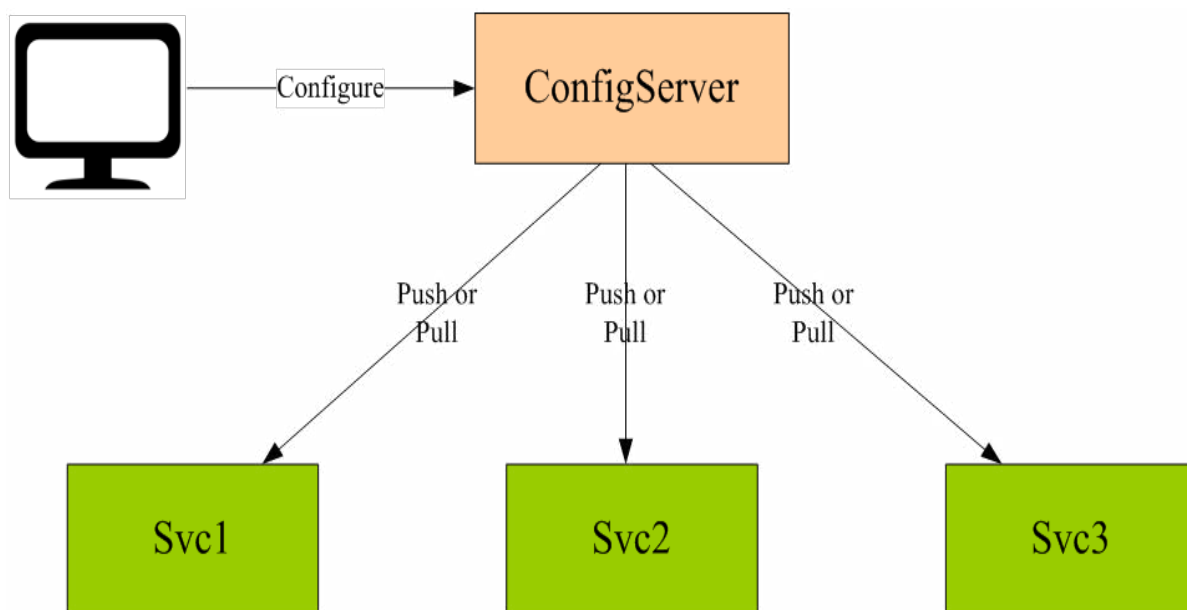 Configure
ConfigServer
Push or
Pull
Push or
Pull
Push or
Pull
Svc1
Svc2
Svc3